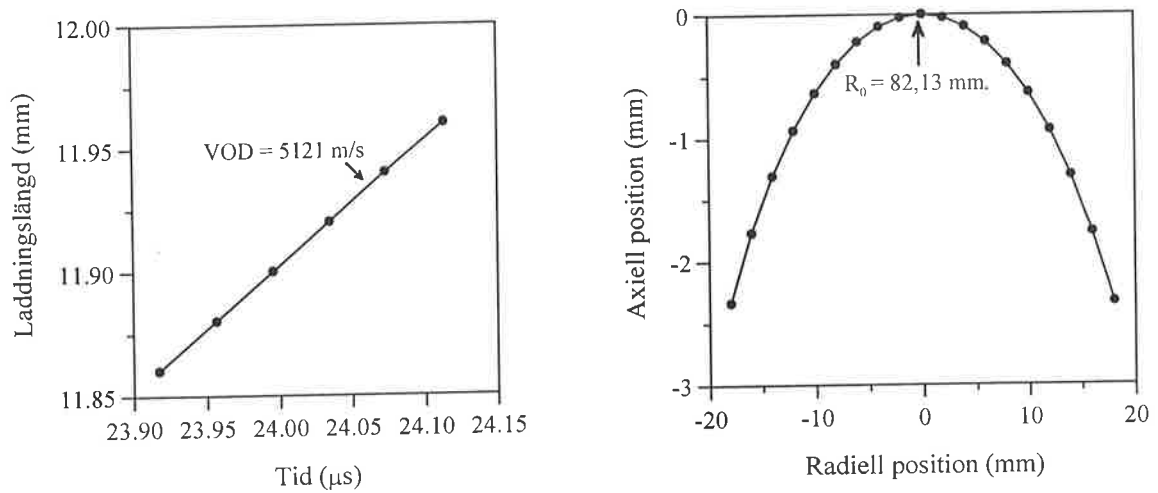 12.00
11.95
11.90
11.85
Laddningslängd (mm)
VOD = 5121 m/s
23.90 23.95 24.00 24.05 24.10 24.15
Tid (µs)
0
-1
-2
-3
Axiell position (mm)
R₀ = 82,13 mm.
-20 -10 0 10 20
Radiell position (mm)